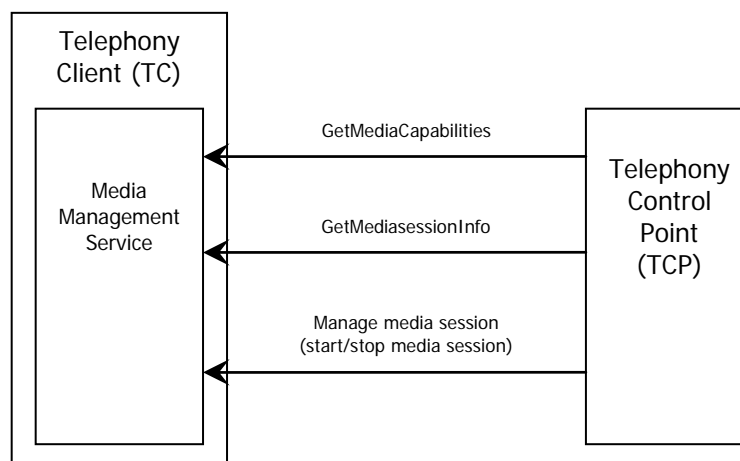 Telephony
Client (TC)
Media
Management
Service
GetMediaCapabilities
GetMediasessionInfo
Manage media session
(start/stop media session)
Telephony
Control
Point
(TCP)